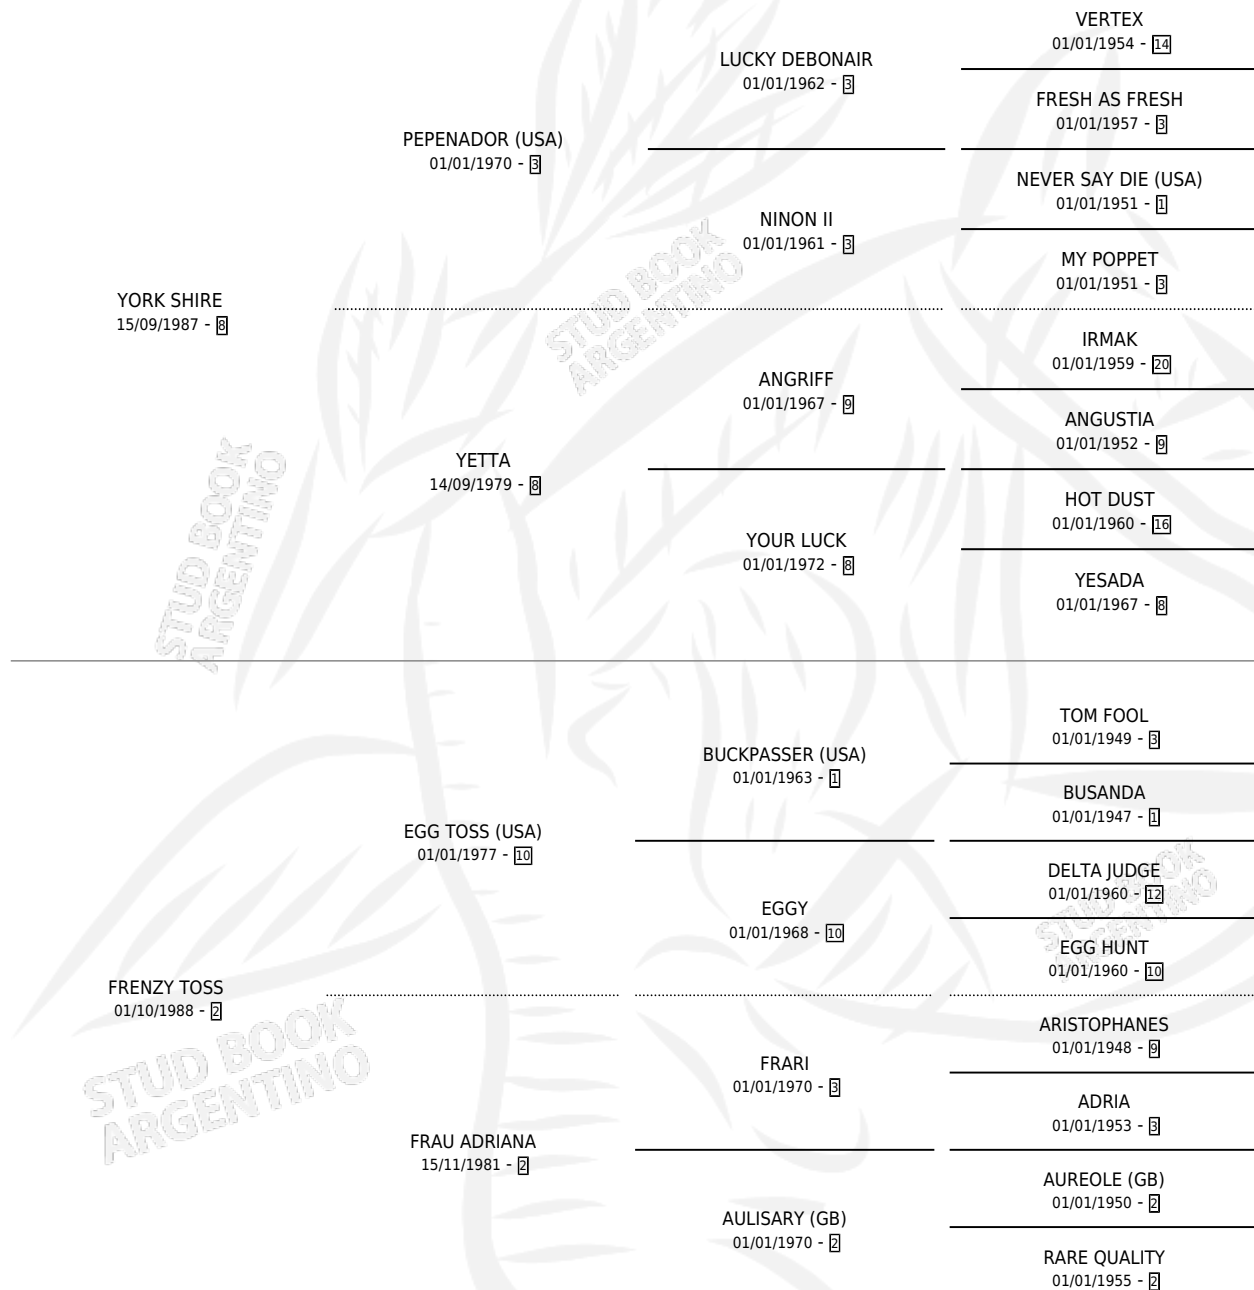 VERTEX
01/01/1954 - 14
LUCKY DEBONAIR
01/01/1962 - 3
FRESH AS FRESH
01/01/1957 - 3
PEPENADOR (USA)
01/01/1970 - 3
NEVER SAY DIE (USA)
01/01/1951 - 1
NINON II
01/01/1961 - 3
MY POPPET
01/01/1951 - 3
YORK SHIRE
15/09/1987 - 8
IRMAK
01/01/1959 - 20
ANGRIFF
01/01/1967 - 9
ANGUSTIA
01/01/1952 - 9
YETTA
14/09/1979 - 8
HOT DUST
01/01/1960 - 16
YOUR LUCK
01/01/1972 - 8
YESADA
01/01/1967 - 8
TOM FOOL
01/01/1949 - 3
BUCKPASSER (USA)
01/01/1963 - 1
BUSANDA
01/01/1947 - 1
EGG TOSS (USA)
01/01/1977 - 10
DELTA JUDGE
01/01/1960 - 12
EGGY
01/01/1968 - 10
EGG HUNT
01/01/1960 - 10
FRENZY TOSS
01/10/1988 - 2
ARISTOPHANES
01/01/1948 - 9
FRARI
01/01/1970 - 3
ADRIA
01/01/1953 - 3
FRAU ADRIANA
15/11/1981 - 2
AUREOLE (GB)
01/01/1950 - 2
AULISARY (GB)
01/01/1970 - 2
RARE QUALITY
01/01/1955 - 2
STUD BOOK
ARGENTINO
STUD BOOK
ARGENTINO
STUD BOOK
ARGENTINO
STUD BOOK
ARGENTINO